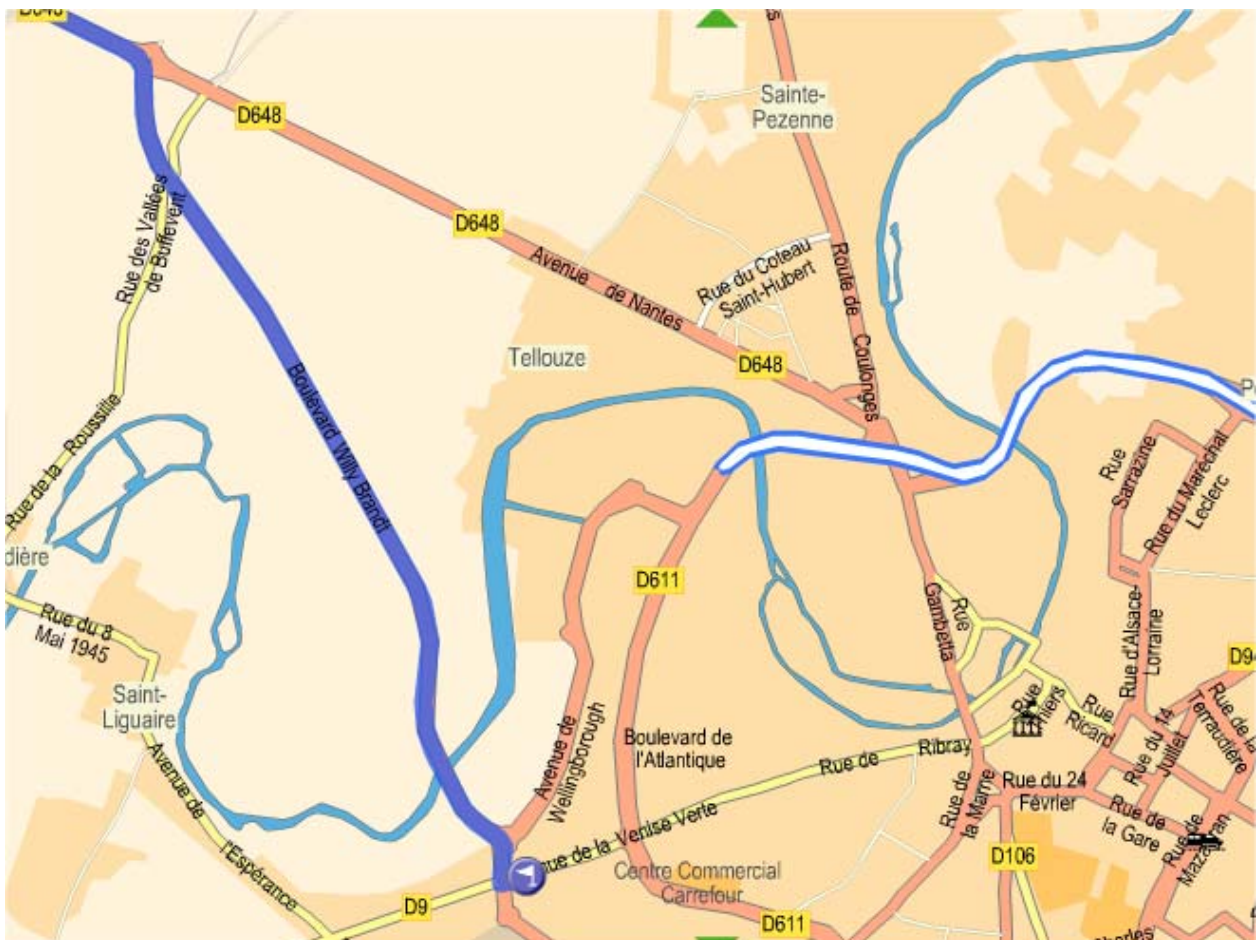 D648
Sainte-
Pezenne
D648
Rue des Vallées
de Buffevent
Avenue de Nantes
Rue du Coteau
Saint-Hubert
Route de Coulonges
Tellouze
D648
Boulevard Willy Brandt
Rue de la Roussille
dière
Rue du 8
Mai 1945
Saint-
Liguaire
Avenue de
l'Espérance
D611
Rue
Sarrazine
Rue du Maréchal
Leclerc
Gambetta
Rue
Rue d'Alsace-
Lorraine
D94
Rue
Thiers
Rue
Ricard
Rue du 14
Juillet
Terraudière
Avenue de
Wellingborough
Boulevard de
l'Atlantique
Rue de Ribray
Rue de
la Marne
Rue du 24
Février
Rue de
la Gare
Rue de
Mazagran
Rue de la Venise Verte
D9
Centre Commercial
Carrefour
D106
D611
Charles